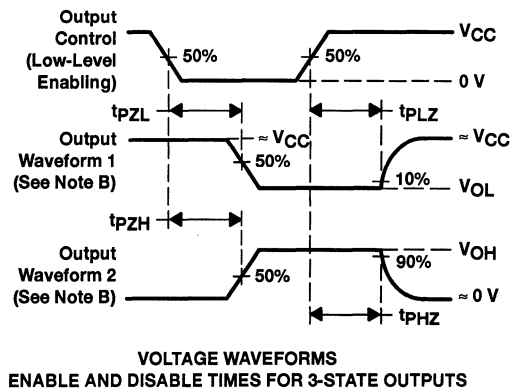 Output
Control
(Low-Level
Enabling)
50%
50%
VCC
0 V
tPZL
tPLZ
Output
Waveform 1
(See Note B)
≈ VCC
50%
≈ VCC
10%
VOL
tPZH
Output
Waveform 2
(See Note B)
50%
VOH
90%
≈ 0 V
tPHZ
VOLTAGE WAVEFORMS
ENABLE AND DISABLE TIMES FOR 3-STATE OUTPUTS